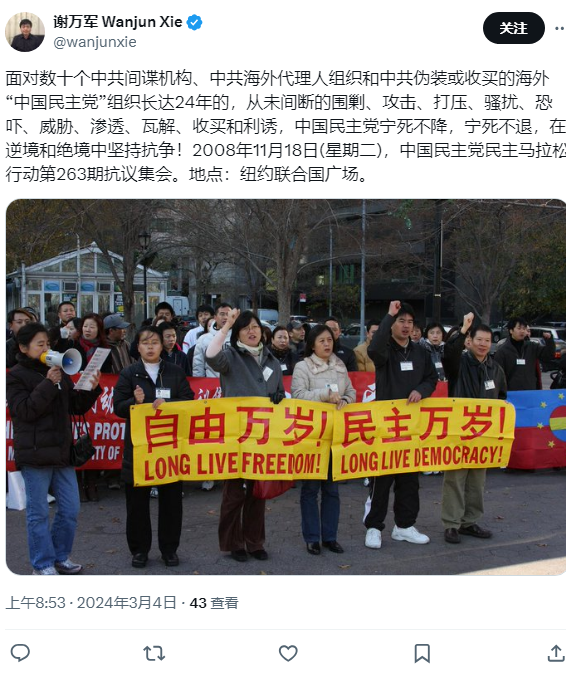 谢万军 Wanjun Xie
@wanjunxie
关注
面对数十个中共间谍机构、中共海外代理人组织和中共伪装或收买的海外
“中国民主党”组织长达24年的，从未间断的围剿、攻击、打压、骚扰、恐
吓、威胁、渗透、瓦解、收买和利诱，中国民主党宁死不降，宁死不退，在
逆境和绝境中坚持抗争！2008年11月18日(星期二)，中国民主党民主马拉松
行动第263期抗议集会。地点：纽约联合国广场。
自由万岁!
LONG LIVE FREEDOM!
民主万岁!
LONG LIVE DEMOCRACY!
上午8:53 · 2024年3月4日 · 43 查看